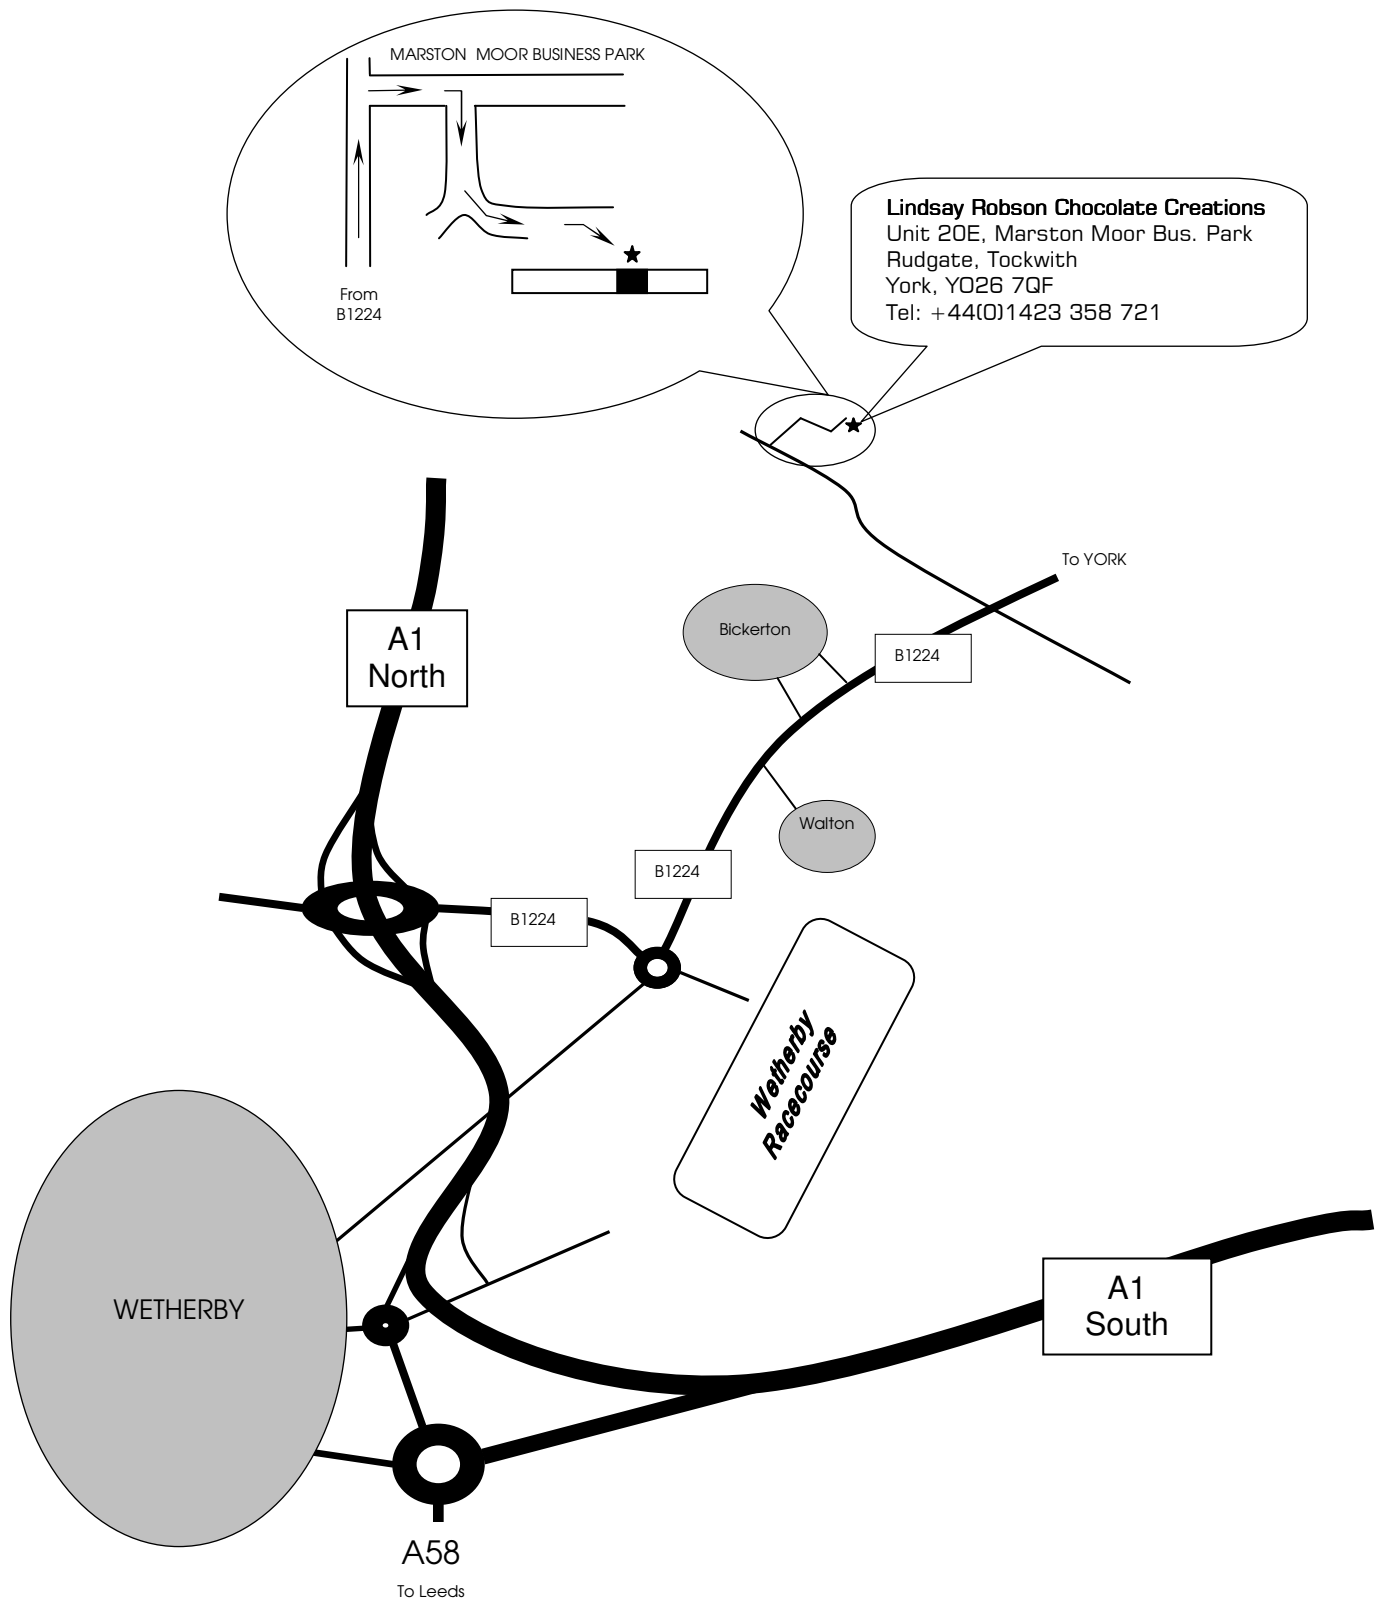 MARSTON MOOR BUSINESS PARK
From
B1224
Lindsay Robson Chocolate Creations
Unit 20E, Marston Moor Bus. Park
Rudgate, Tockwith
York, YO26 7QF
Tel: +44(0)1423 358 721
To YORK
Bickerton
B1224
A1
North
Walton
B1224
B1224
Wetherby
Racecourse
WETHERBY
A1
South
A58
To Leeds